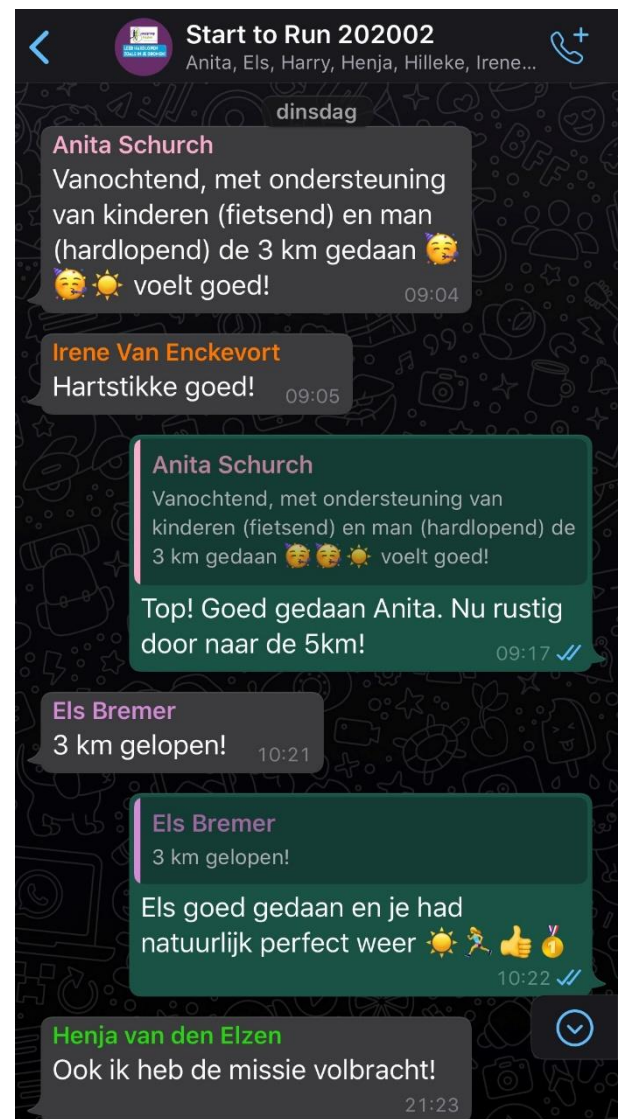 Start to Run 202002
Anita, Els, Harry, Henja, Hilleke, Irene...
dinsdag
Anita Schurch
Vanochtend, met ondersteuning
van kinderen (fietsend) en man
(hardlopend) de 3 km gedaan 🥳
🥳☀️ voelt goed!
09:04
Irene Van Enckevort
Hartstikke goed! 09:05
Anita Schurch
Vanochtend, met ondersteuning van
kinderen (fietsend) en man (hardlopend) de
3 km gedaan 🥳🥳☀️ voelt goed!
Top! Goed gedaan Anita. Nu rustig
door naar de 5km!
09:17
Els Bremer
3 km gelopen! 10:21
Els Bremer
3 km gelopen!
Els goed gedaan en je had
natuurlijk perfect weer ☀️🏃‍♀️👍🏅
10:22
Henja van den Elzen
Ook ik heb de missie volbracht!
21:23